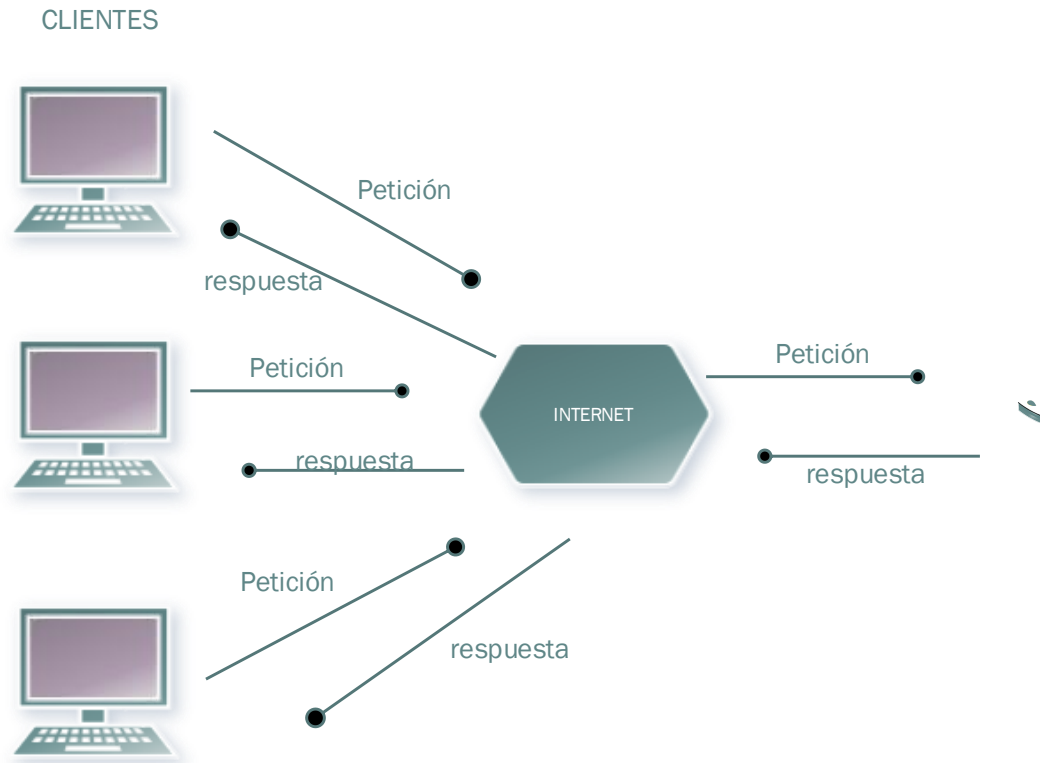 CLIENTES
Petición
respuesta
Petición
Petición
INTERNET
respuesta
respuesta
Petición
respuesta